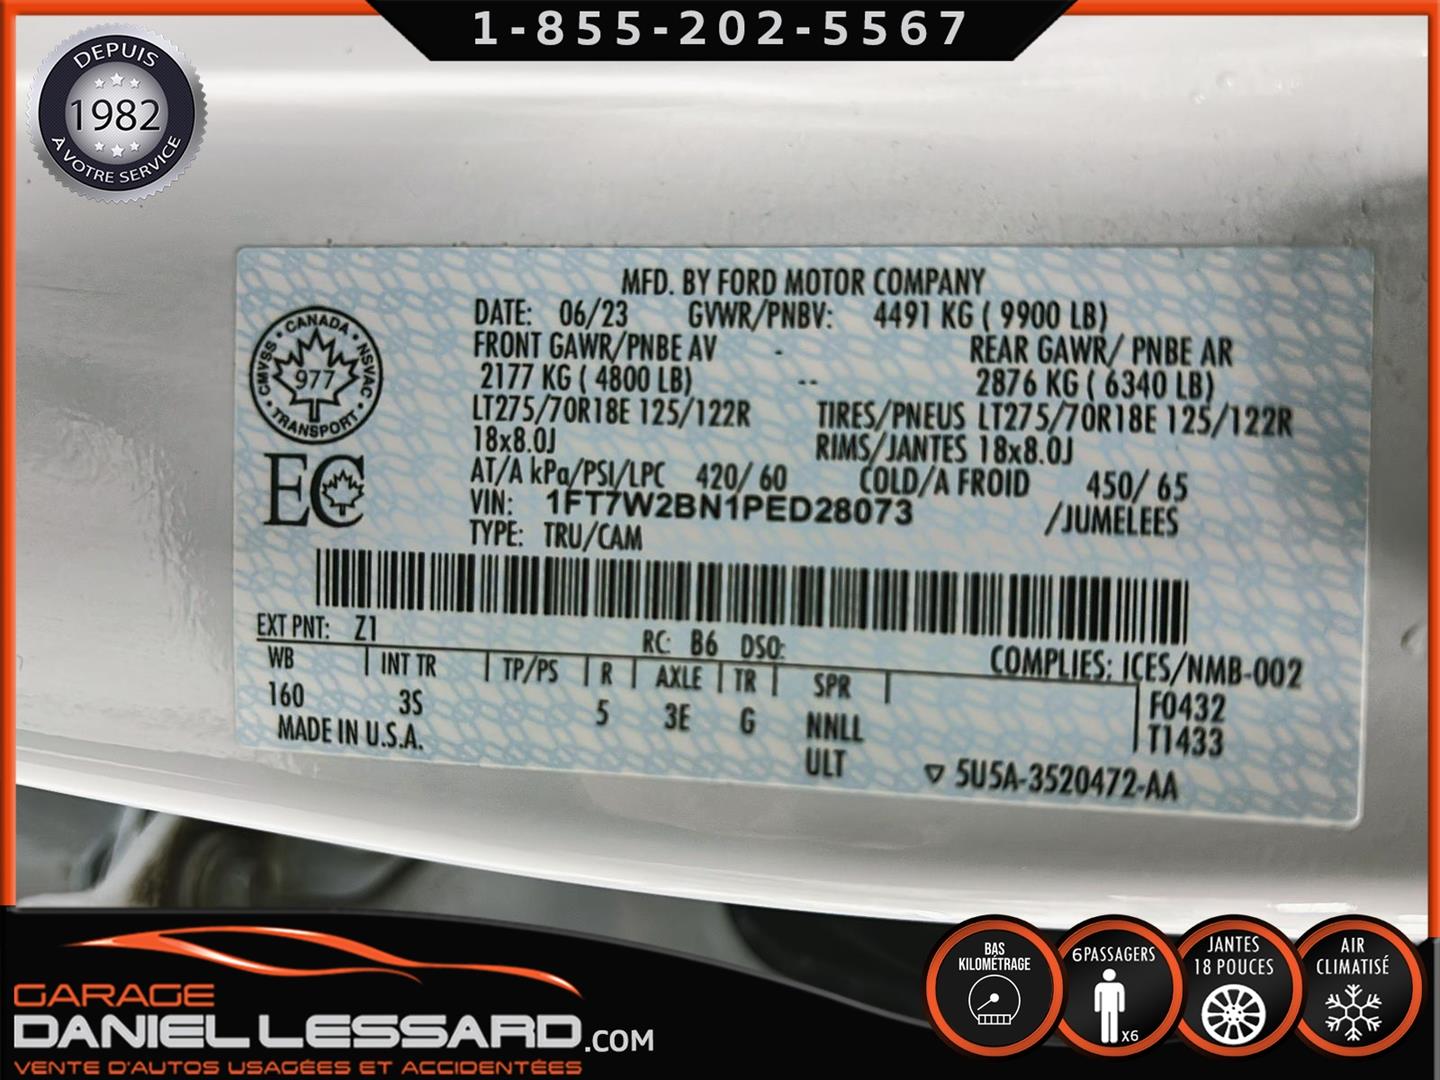 1-855-202-5567
DEPUIS
1982
À VOTRE SERVICE
MFD. BY FORD MOTOR COMPANY
DATE: 06/23 GVWR/PNBV: 4491 KG ( 9900 LB)
FRONT GAWR/PNBE AV - REAR GAWR/ PNBE AR
2177 KG ( 4800 LB) -- 2876 KG ( 6340 LB)
LT275/70R18E 125/122R TIRES/PNEUS LT275/70R18E 125/122R
18x8.0J RIMS/JANTES 18x8.0J
AT/A kPa/PSI/LPC 420/ 60 COLD/A FROID 450/ 65
VIN: 1FT7W2BN1PED28073 /JUMELEES
TYPE: TRU/CAM
CANADA
CMVSS NSVAC
977
TRANSPORT
EC
EXT PNT: Z1 RC: B6 DSO:
COMPLIES: ICES/NMB-002
WB INT TR TP/PS R AXLE TR SPR
160 3S 5 3E G NNLL
F0432
T1433
MADE IN U.S.A.
ULT
5U5A-3520472-AA
GARAGE
DANIEL LESSARD.COM
VENTE D'AUTOS USAGÉES ET ACCIDENTÉES
BAS
KILOMÉTRAGE
6 PASSAGERS
X6
JANTES
18 POUCES
AIR
CLIMATISÉ